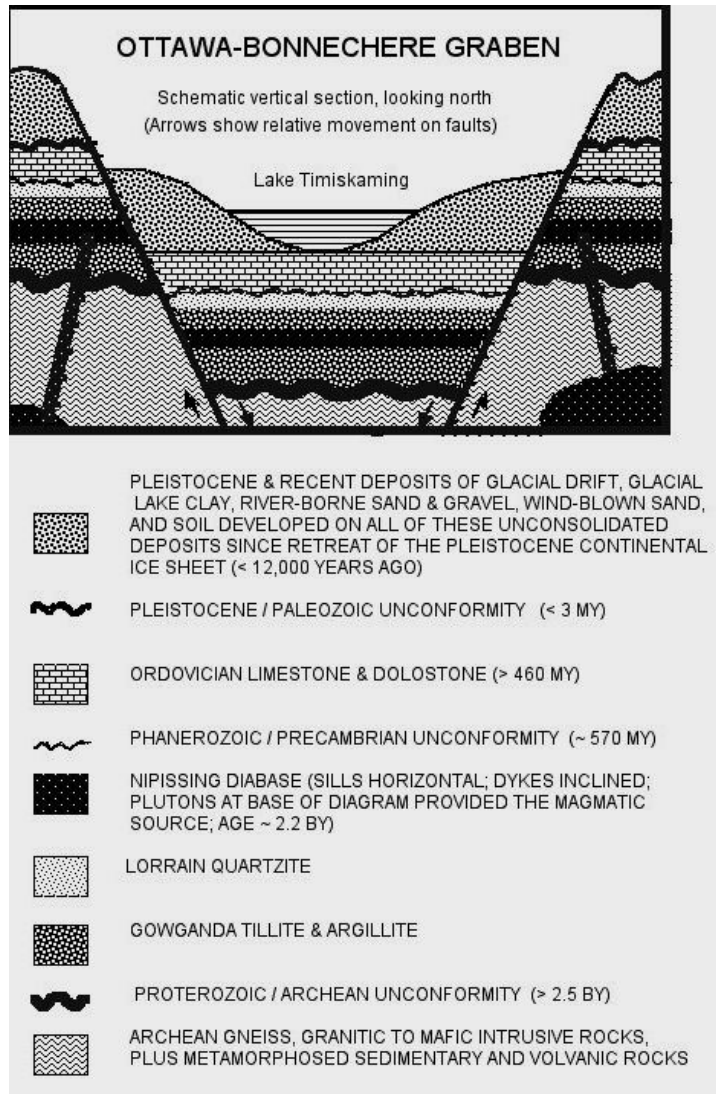 OTTAWA-BONNECHERE GRABEN
Schematic vertical section, looking north
(Arrows show relative movement on faults)
Lake Timiskaming
PLEISTOCENE & RECENT DEPOSITS OF GLACIAL DRIFT, GLACIAL
LAKE CLAY, RIVER-BORNE SAND & GRAVEL, WIND-BLOWN SAND,
AND SOIL DEVELOPED ON ALL OF THESE UNCONSOLIDATED
DEPOSITS SINCE RETREAT OF THE PLEISTOCENE CONTINENTAL
ICE SHEET (< 12,000 YEARS AGO)
PLEISTOCENE / PALEOZOIC UNCONFORMITY (< 3 MY)
ORDOVICIAN LIMESTONE & DOLOSTONE (> 460 MY)
PHANEROZOIC / PRECAMBRIAN UNCONFORMITY (~ 570 MY)
NIPISSING DIABASE (SILLS HORIZONTAL; DYKES INCLINED;
PLUTONS AT BASE OF DIAGRAM PROVIDED THE MAGMATIC
SOURCE; AGE ~ 2.2 BY)
LORRAIN QUARTZITE
GOWGANDA TILLITE & ARGILLITE
PROTEROZOIC / ARCHEAN UNCONFORMITY (> 2.5 BY)
ARCHEAN GNEISS, GRANITIC TO MAFIC INTRUSIVE ROCKS,
PLUS METAMORPHOSED SEDIMENTARY AND VOLVANIC ROCKS